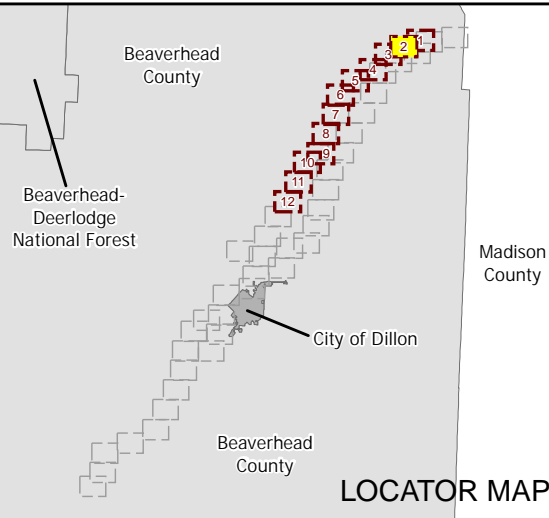 Beaverhead
County
1
2
3
4
5
6
7
8
9
10
11
12
Beaverhead-
Deerlodge
National Forest
Madison
County
City of Dillon
Beaverhead
County
LOCATOR MAP